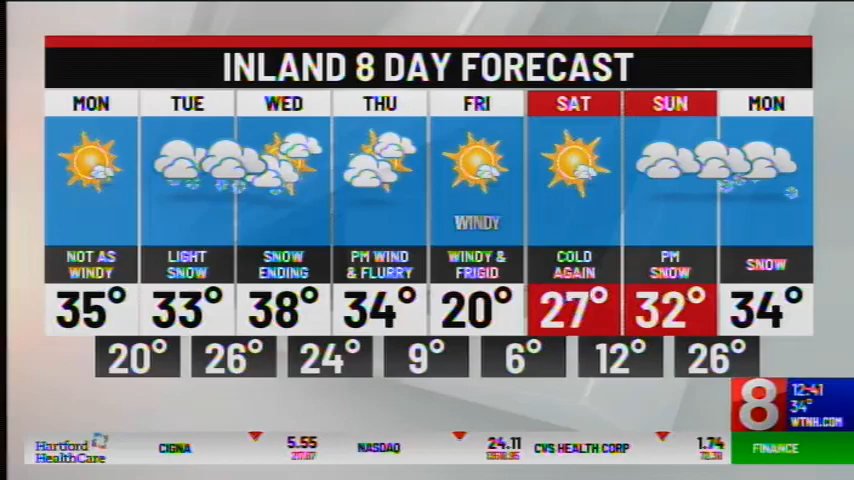 INLAND 8 DAY FORECAST
MON TUE WED THU FRI SAT SUN MON
WINDY
NOT AS WINDY
LIGHT SNOW
SNOW ENDING
PM WIND & FLURRY
WINDY & FRIGID
COLD AGAIN
PM SNOW
SNOW
35° 33° 38° 34° 20° 27° 32° 34°
20° 26° 24° 9° 6° 12° 26°
8
12:41
34°
WTNH.COM
Hartford HealthCare
CIGNA 5.55 NASDAQ 24.11 CVS HEALTH CORP 1.74
FINANCE